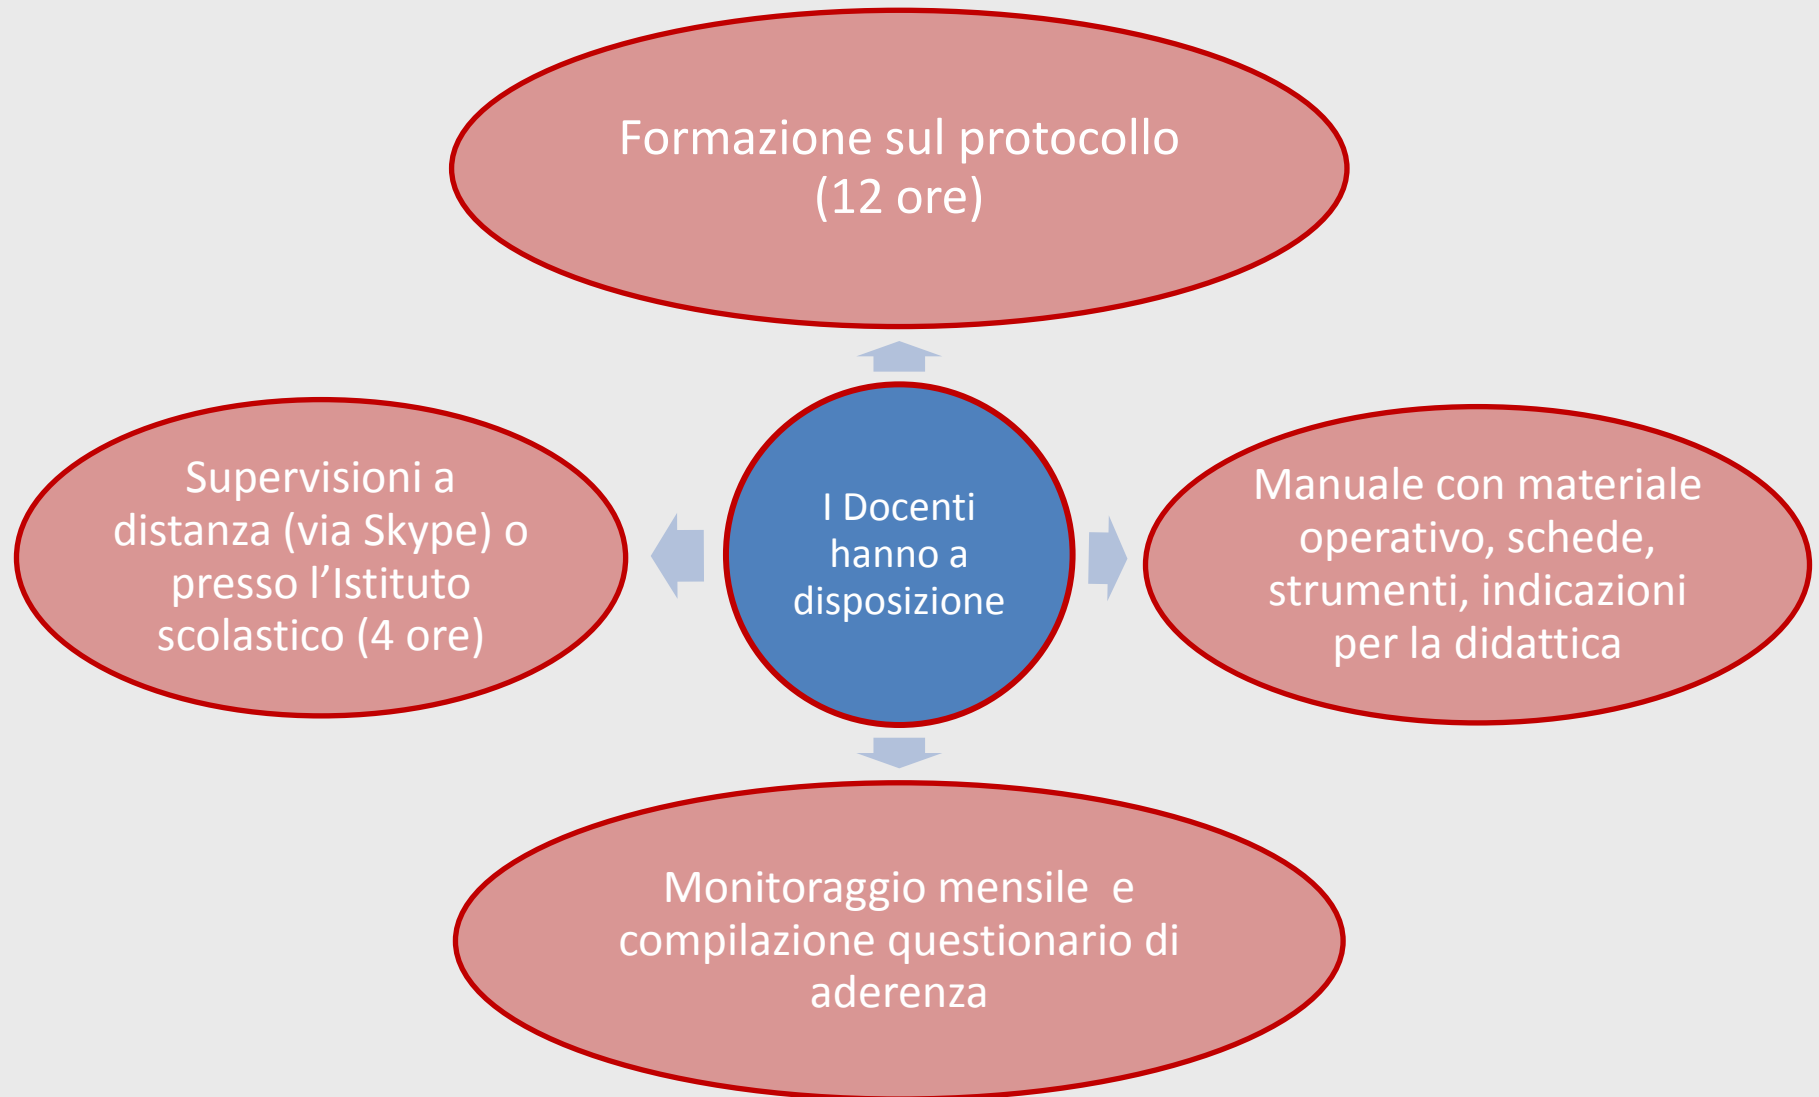 Formazione sul protocollo
(12 ore)
Supervisioni a
distanza (via Skype) o
presso l’Istituto
scolastico (4 ore)
I Docenti
hanno a
disposizione
Manuale con materiale
operativo, schede,
strumenti, indicazioni
per la didattica
Monitoraggio mensile  e
compilazione questionario di
aderenza